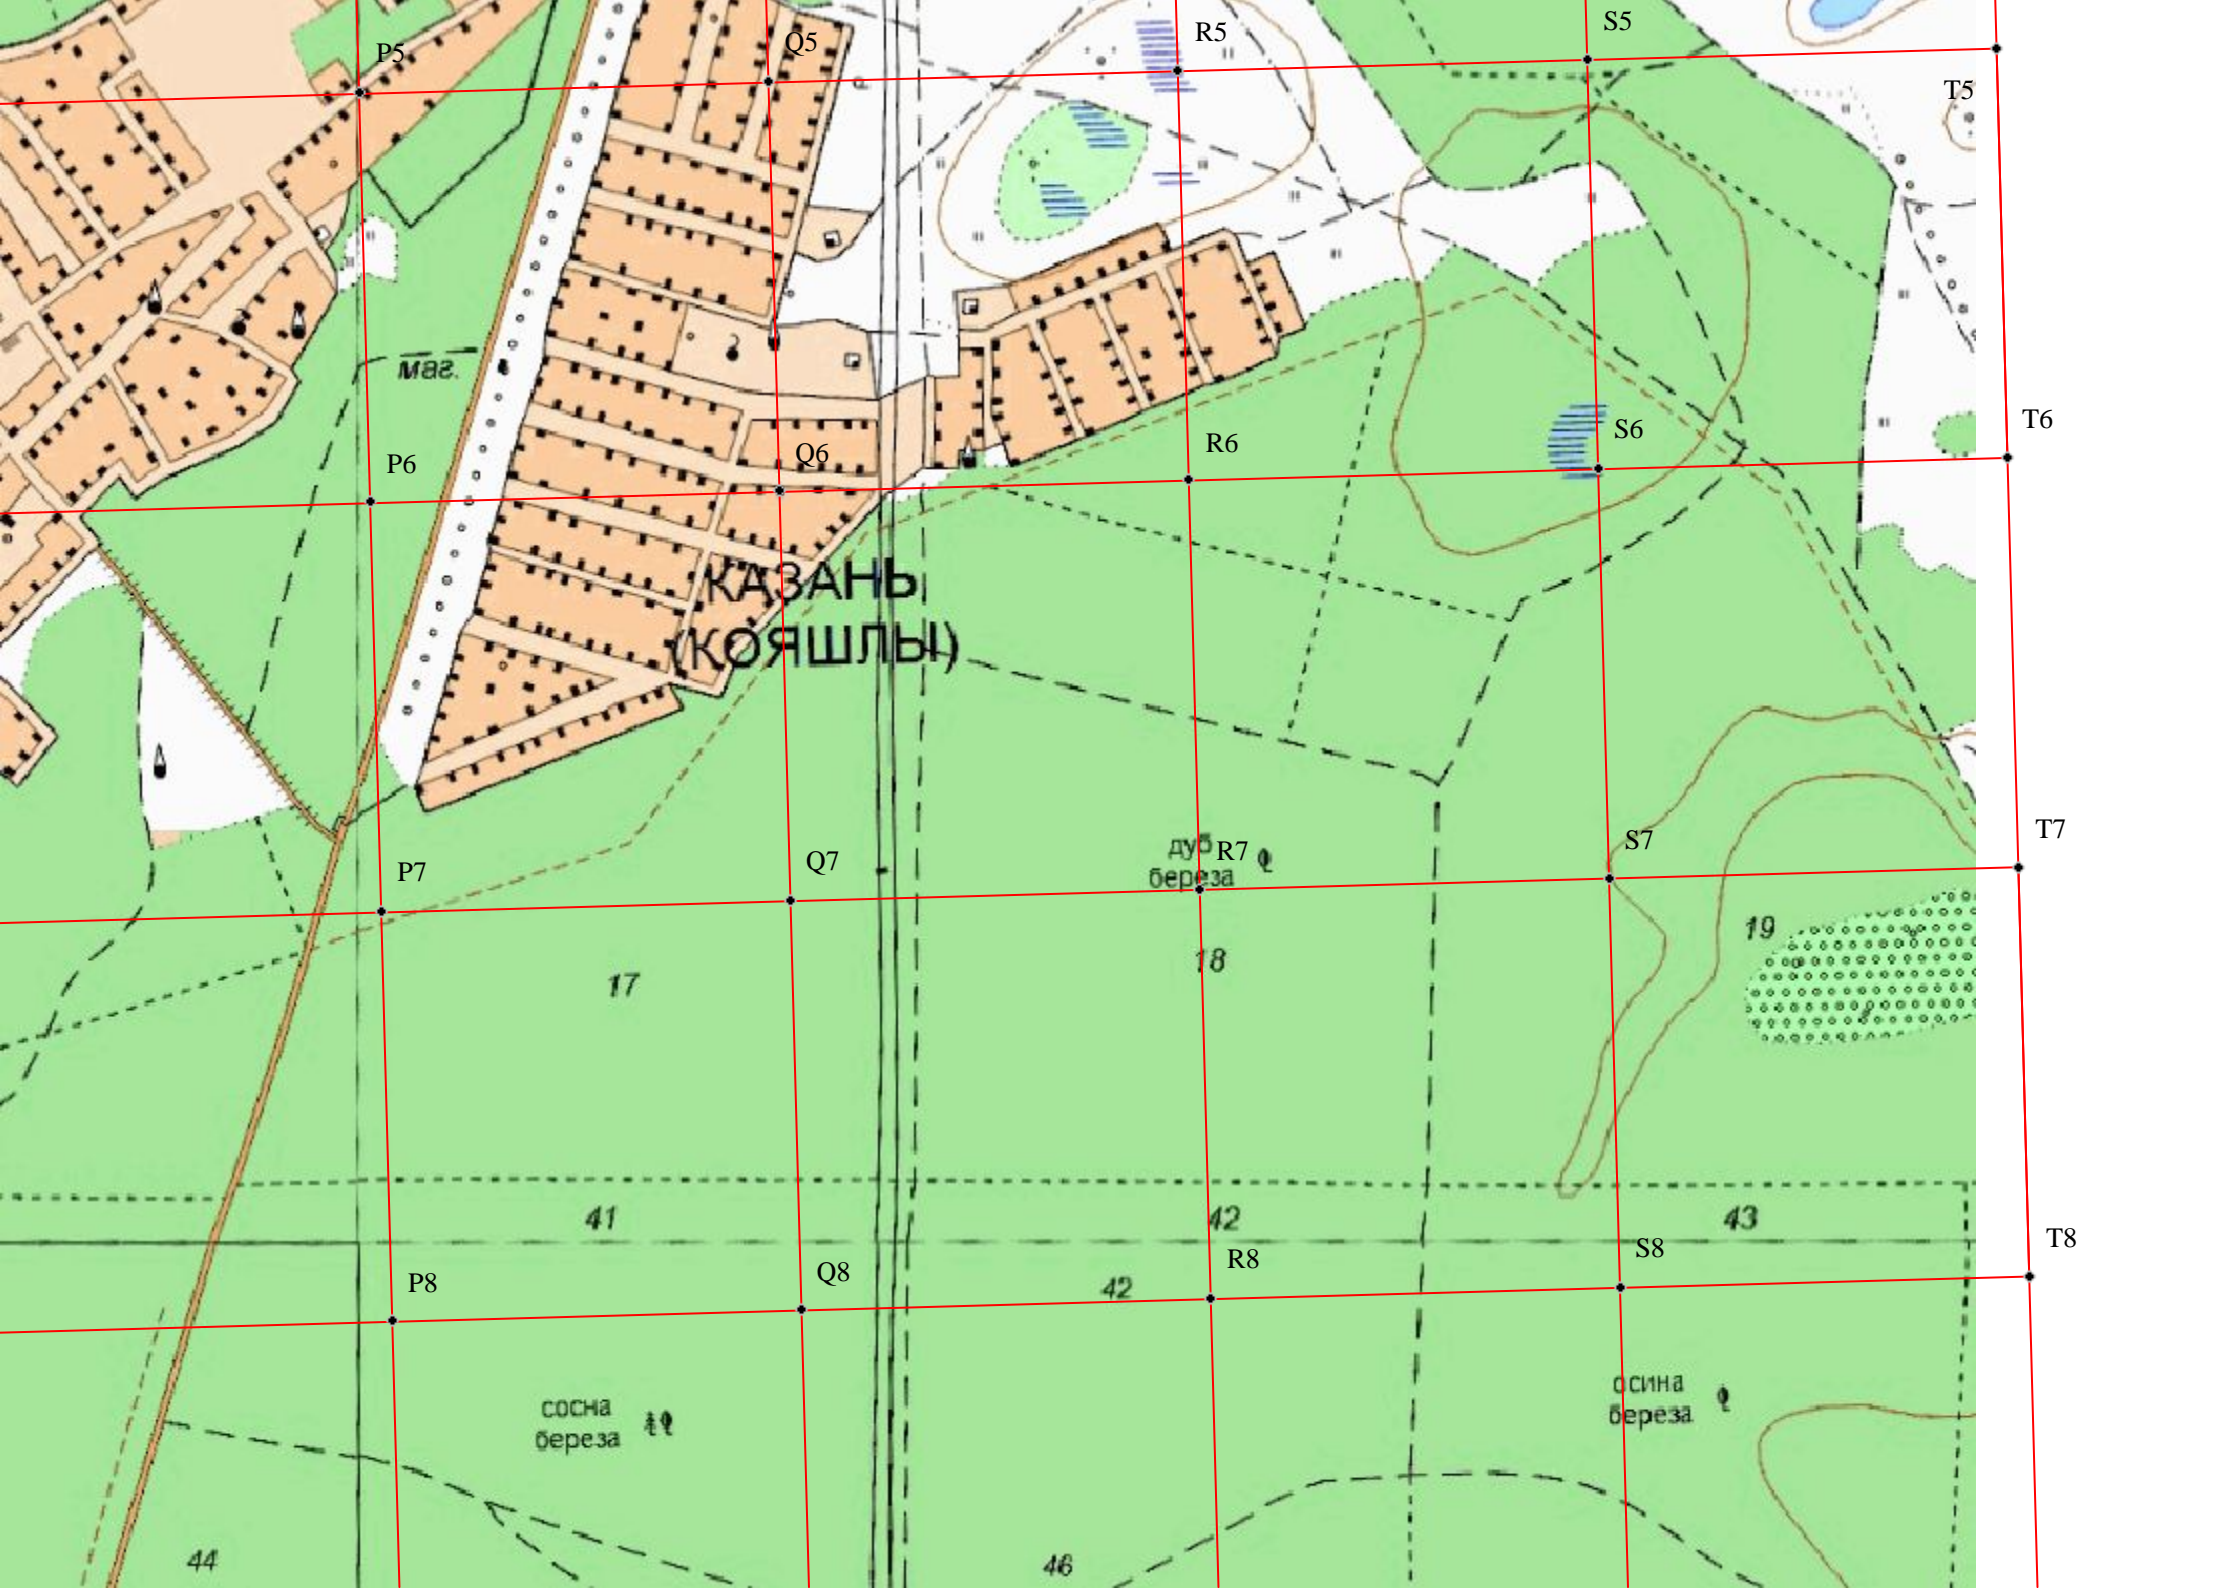 S5
R5
Q5
P5
T5
маг.
T6
S6
R6
Q6
P6
КАЗАНЬ
(КОЯШЛЫ)
T7
S7
дуб
R7
береза
Q7
P7
19
18
17
41
42
43
T8
S8
R8
Q8
P8
42
осина
береза
сосна
береза
44
46